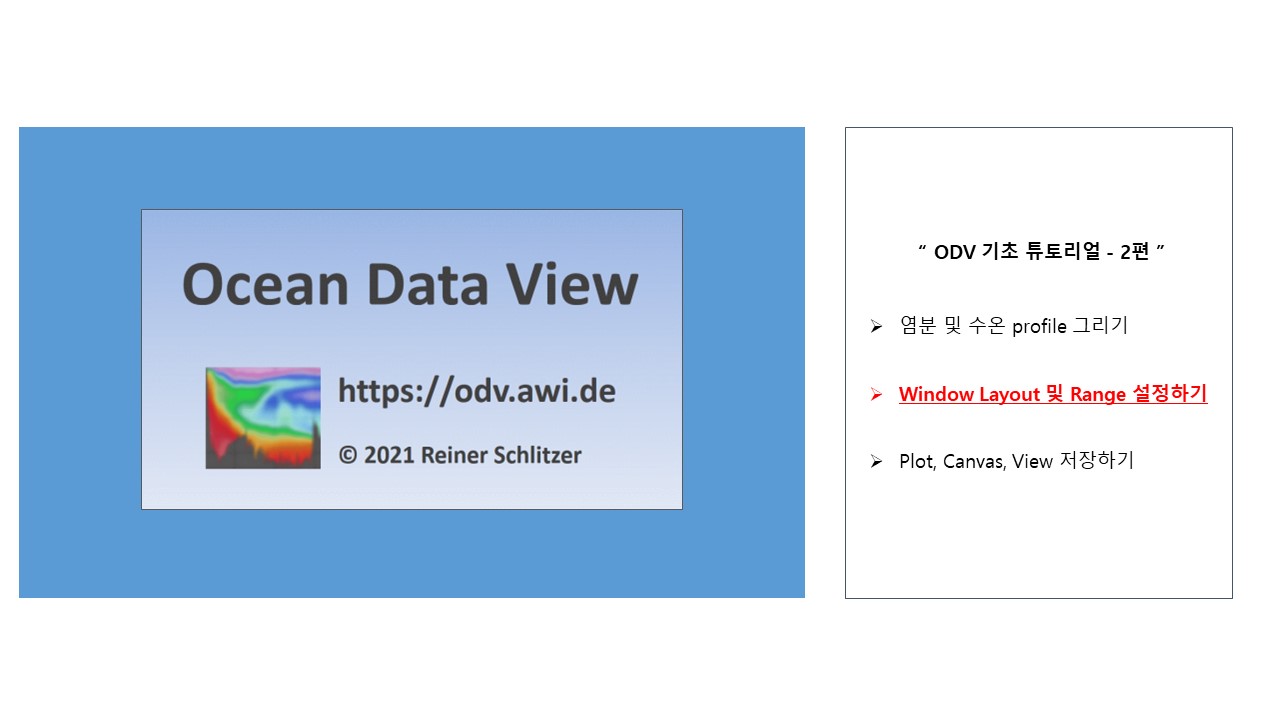 Ocean Data View
https://odv.awi.de
© 2021 Reiner Schlitzer
“ ODV 기초 튜토리얼 - 2편 ”
➢ 염분 및 수온 profile 그리기
➢ Window Layout 및 Range 설정하기
➢ Plot, Canvas, View 저장하기